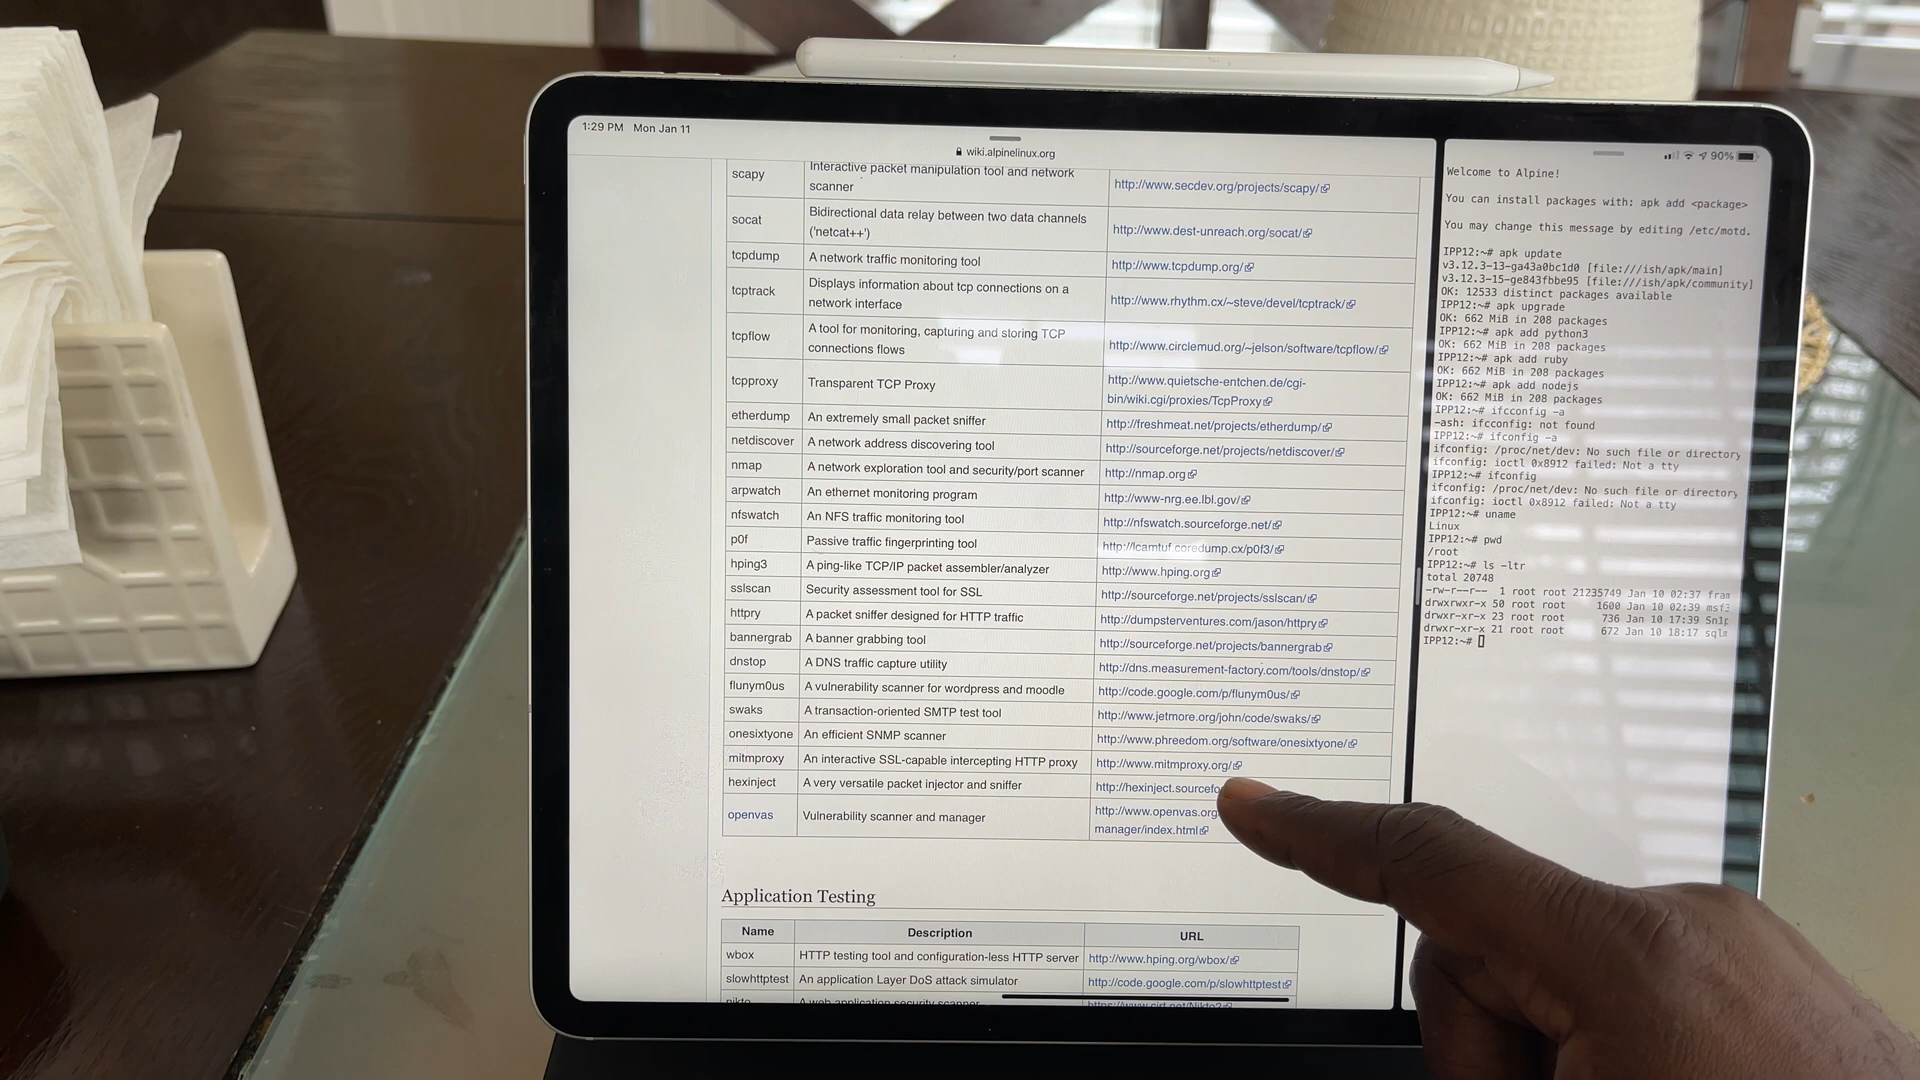 1:29 PM Mon Jan 11
wiki.alpinelinux.org
90%
scapy
Interactive packet manipulation tool and network
scanner
http://www.secdev.org/projects/scapy/
socat
Bidirectional data relay between two data channels
('netcat++')
http://www.dest-unreach.org/socat/
tcpdump
A network traffic monitoring tool
http://www.tcpdump.org/
tcptrack
Displays information about tcp connections on a
network interface
http://www.rhythm.cx/~steve/devel/tcptrack/
tcpflow
A tool for monitoring, capturing and storing TCP
connections flows
http://www.circlemud.org/~jelson/software/tcpflow/
tcpproxy
Transparent TCP Proxy
http://www.quietsche-entchen.de/cgi-
bin/wiki.cgi/proxies/TcpProxy
etherdump An extremely small packet sniffer http://freshmeat.net/projects/etherdump/
netdiscover A network address discovering tool http://sourceforge.net/projects/netdiscover/
nmap A network exploration tool and security/port scanner http://nmap.org
arpwatch An ethernet monitoring program http://www-nrg.ee.lbl.gov/
nfswatch An NFS traffic monitoring tool http://nfswatch.sourceforge.net/
p0f Passive traffic fingerprinting tool http://lcamtuf.coredump.cx/p0f3/
hping3 A ping-like TCP/IP packet assembler/analyzer http://www.hping.org
sslscan Security assessment tool for SSL http://sourceforge.net/projects/sslscan/
httpry A packet sniffer designed for HTTP traffic http://dumpsterventures.com/jason/httpry
bannergrab A banner grabbing tool http://sourceforge.net/projects/bannergrab
dnstop A DNS traffic capture utility http://dns.measurement-factory.com/tools/dnstop/
flunym0us A vulnerability scanner for wordpress and moodle http://code.google.com/p/flunym0us/
swaks A transaction-oriented SMTP test tool http://www.jetmore.org/john/code/swaks/
onesixtyone An efficient SNMP scanner http://www.phreedom.org/software/onesixtyone/
mitmproxy An interactive SSL-capable intercepting HTTP proxy http://www.mitmproxy.org/
hexinject A very versatile packet injector and sniffer http://hexinject.sourcefo
openvas
Vulnerability scanner and manager
http://www.openvas.org
manager/index.html
Application Testing
Name Description URL
wbox HTTP testing tool and configuration-less HTTP server http://www.hping.org/wbox/
slowhttptest An application Layer DoS attack simulator http://code.google.com/p/slowhttptest
nikto A web application security scanner https://www.cirt.net/Nikto2
Welcome to Alpine!
You can install packages with: apk add <package>
You may change this message by editing /etc/motd.
IPP12:~# apk update
v3.12.3-13-ga43a0bc1d0 [file:///ish/apk/main]
v3.12.3-15-ge843fbbe95 [file:///ish/apk/community]
OK: 12533 distinct packages available
IPP12:~# apk upgrade
OK: 662 MiB in 208 packages
IPP12:~# apk add python3
OK: 662 MiB in 208 packages
IPP12:~# apk add ruby
OK: 662 MiB in 208 packages
IPP12:~# apk add nodejs
OK: 662 MiB in 208 packages
IPP12:~# ifcconfig -a
-ash: ifcconfig: not found
IPP12:~# ifconfig -a
ifconfig: /proc/net/dev: No such file or directory
ifconfig: ioctl 0x8912 failed: Not a tty
IPP12:~# ifconfig
ifconfig: /proc/net/dev: No such file or directory
ifconfig: ioctl 0x8912 failed: Not a tty
IPP12:~# uname
Linux
IPP12:~# pwd
/root
IPP12:~# ls -ltr
total 20748
-rw-r--r-- 1 root root 21235749 Jan 10 02:37 fram
drwxrwxr-x 50 root root 1600 Jan 10 02:39 msf3
drwxr-xr-x 23 root root 736 Jan 10 17:39 Sn1p
drwxr-xr-x 21 root root 672 Jan 10 18:17 sqlm
IPP12:~#